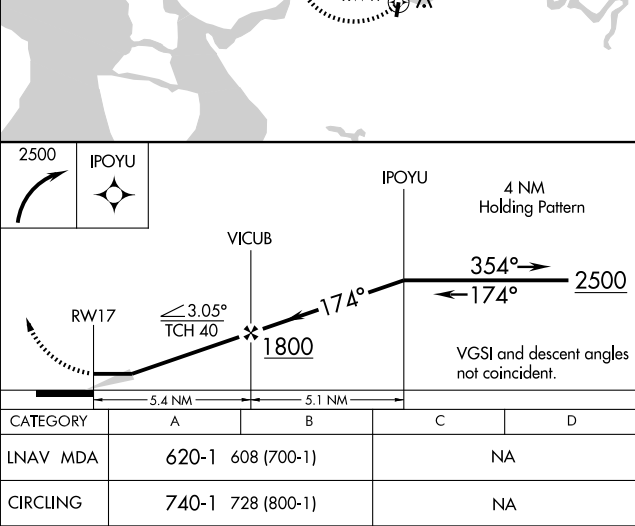 2500
IPOYU
IPOYU
4 NM
Holding Pattern
VICUB
354°
174°
2500
174°
RW17
3.05°
TCH 40
1800
VGSI and descent angles
not coincident.
5.4 NM
5.1 NM
CATEGORY A B C D
LNAV MDA 620-1 608 (700-1) NA
CIRCLING 740-1 728 (800-1) NA